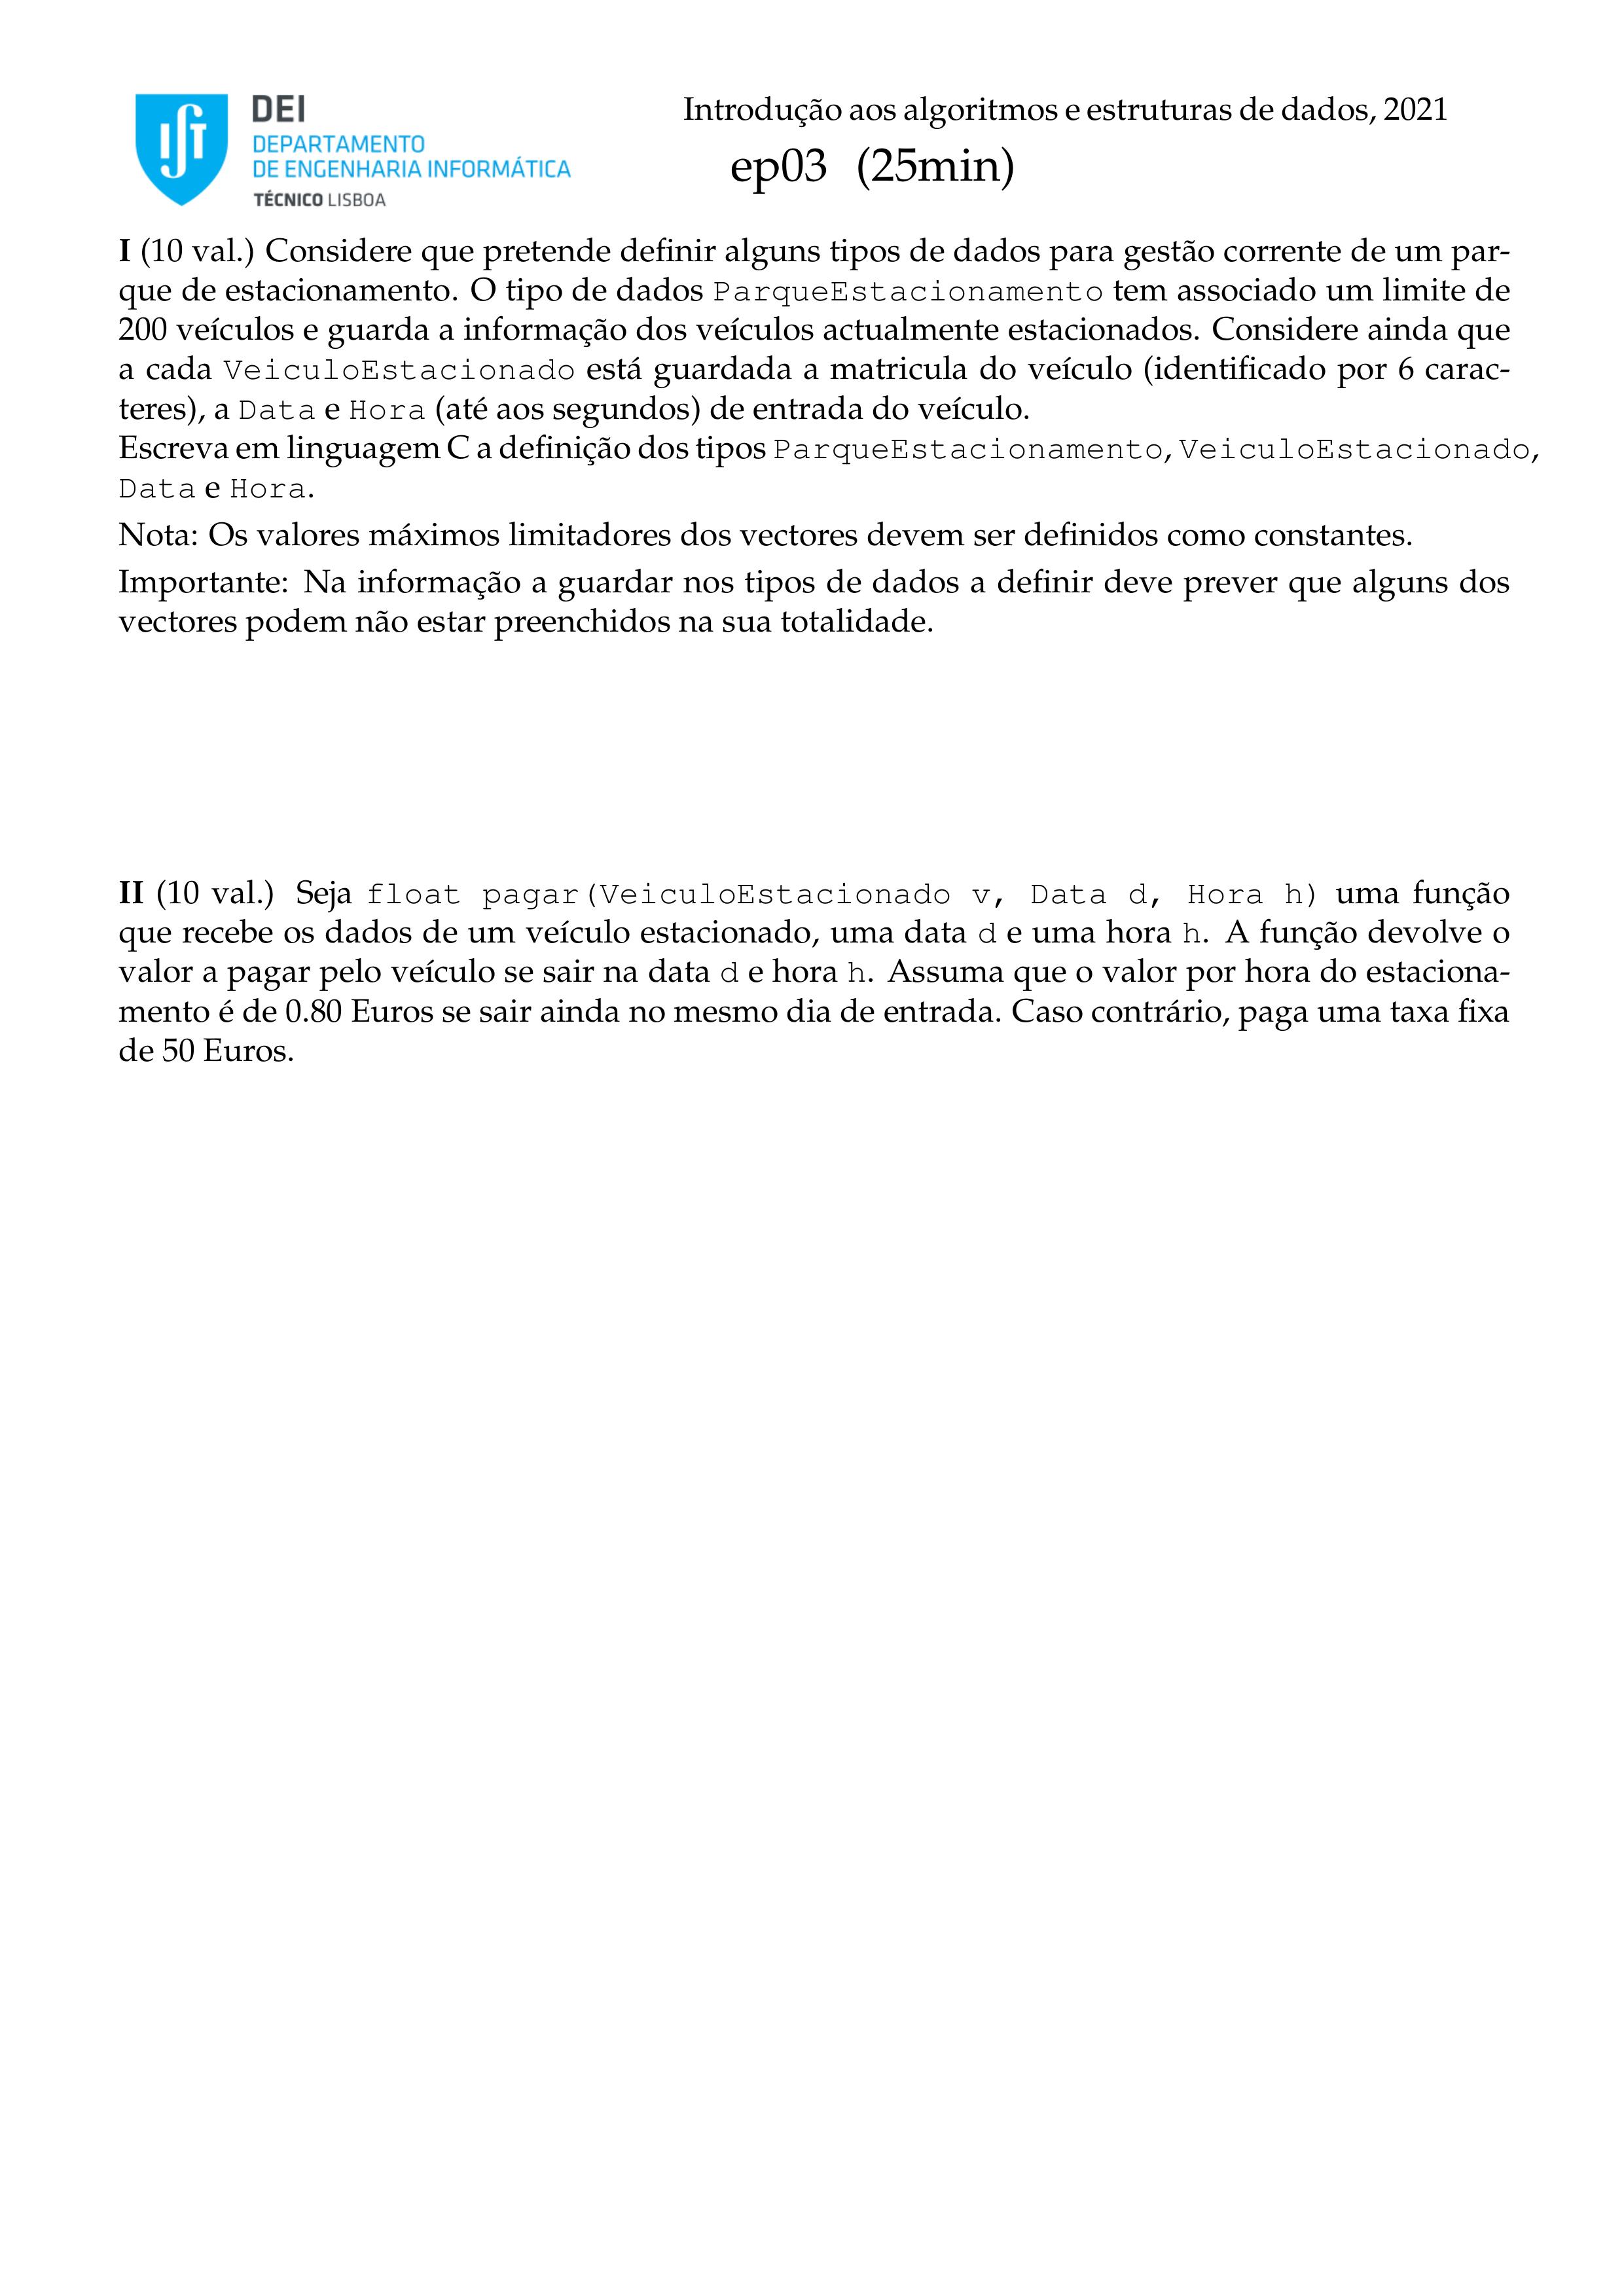 DEI
DEPARTAMENTO
DE ENGENHARIA INFORMÁTICA
TÉCNICO LISBOA
Introdução aos algoritmos e estruturas de dados, 2021
ep03 (25min)
I (10 val.) Considere que pretende definir alguns tipos de dados para gestão corrente de um par-
que de estacionamento. O tipo de dados ParqueEstacionamento tem associado um limite de
200 veículos e guarda a informação dos veículos actualmente estacionados. Considere ainda que
a cada VeiculoEstacionado está guardada a matricula do veículo (identificado por 6 carac-
teres), a Data e Hora (até aos segundos) de entrada do veículo.
Escreva em linguagem C a definição dos tipos ParqueEstacionamento, VeiculoEstacionado,
Data e Hora.
Nota: Os valores máximos limitadores dos vectores devem ser definidos como constantes.
Importante: Na informação a guardar nos tipos de dados a definir deve prever que alguns dos
vectores podem não estar preenchidos na sua totalidade.
II (10 val.) Seja float pagar(VeiculoEstacionado v, Data d, Hora h) uma função
que recebe os dados de um veículo estacionado, uma data d e uma hora h. A função devolve o
valor a pagar pelo veículo se sair na data d e hora h. Assuma que o valor por hora do estaciona-
mento é de 0.80 Euros se sair ainda no mesmo dia de entrada. Caso contrário, paga uma taxa fixa
de 50 Euros.